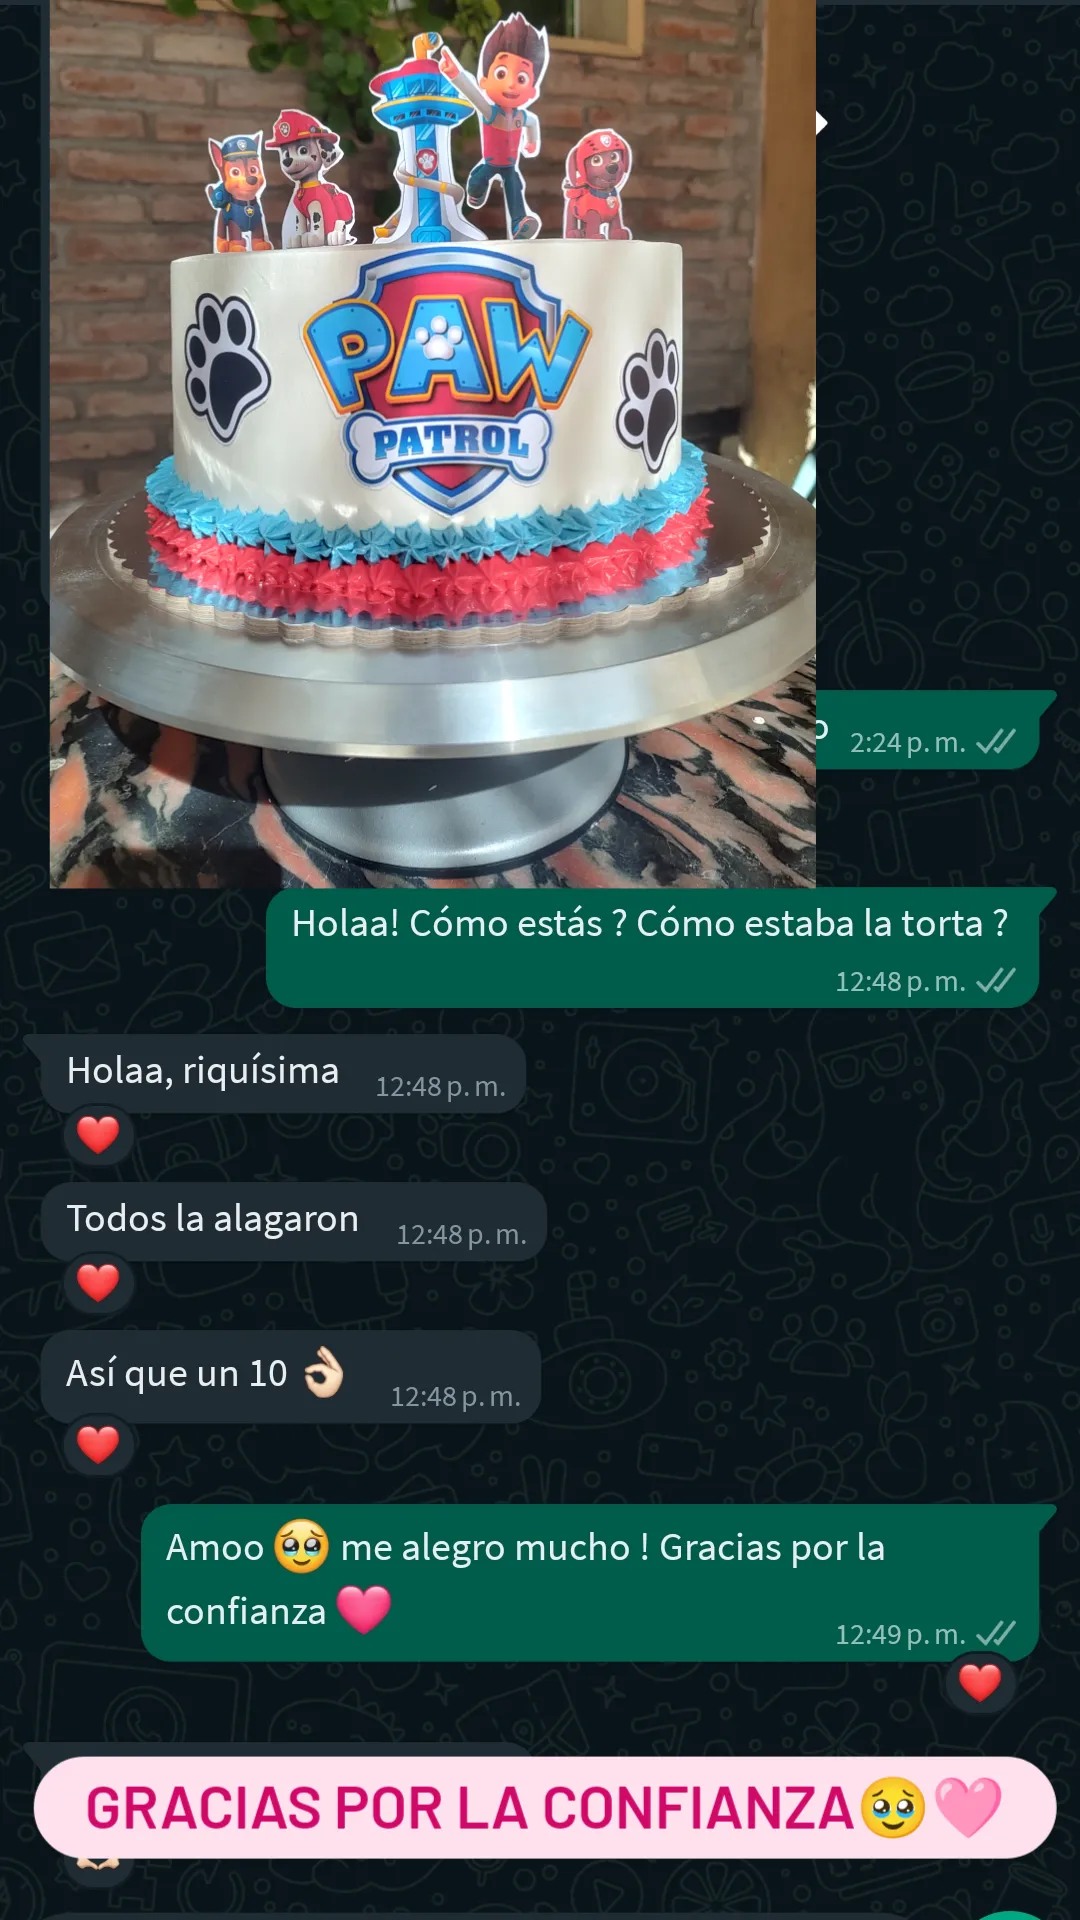 PAW
PATROL
2:24 p. m.
Holaa! Cómo estás ? Cómo estaba la torta ?
12:48 p. m.
Holaa, riquísima 12:48 p. m.
Todos la alagaron 12:48 p. m.
Así que un 10 👌🏻 12:48 p. m.
Amoo 🥹 me alegro mucho ! Gracias por la
confianza 🩷
12:49 p. m.
GRACIAS POR LA CONFIANZA🥹🩷